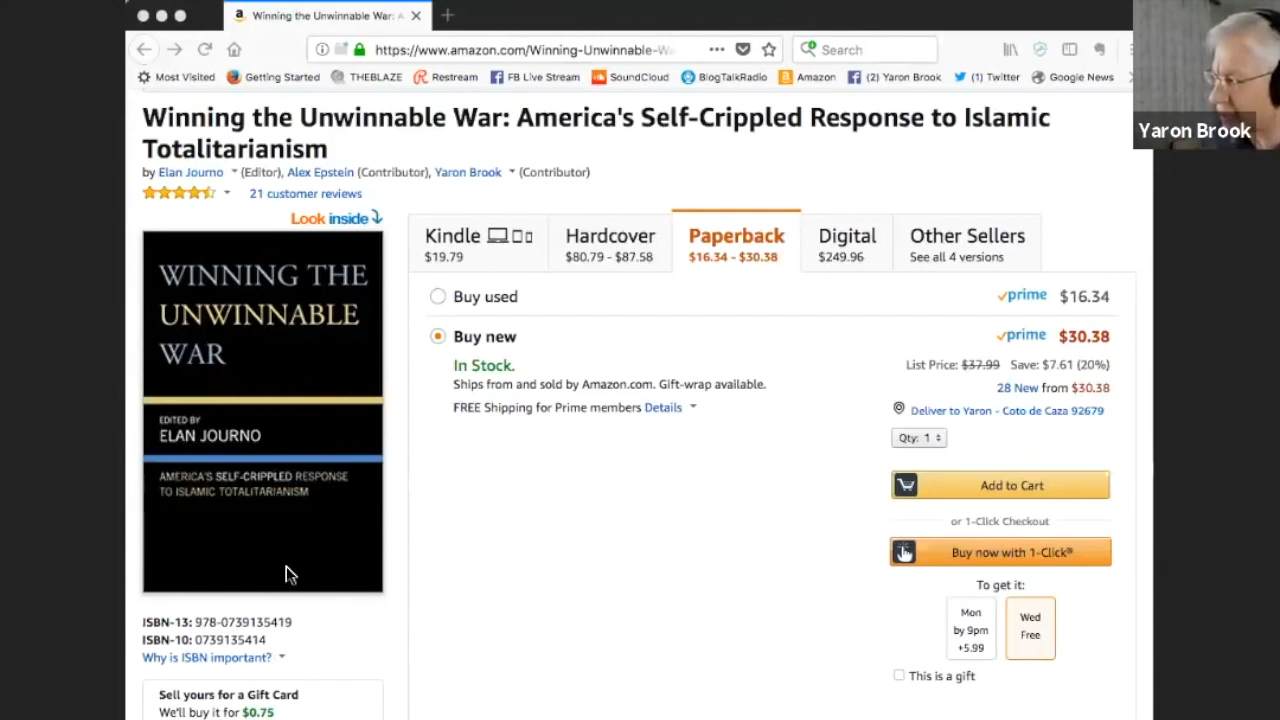 Winning the Unwinnable War: A
https://www.amazon.com/Winning-Unwinnable-Wa
Search
Most Visited Getting Started THEBLAZE Restream FB Live Stream SoundCloud BlogTalkRadio Amazon (2) Yaron Brook (1) Twitter Google News
Yaron Brook
Winning the Unwinnable War: America's Self-Crippled Response to Islamic
Totalitarianism
by Elan Journo (Editor), Alex Epstein (Contributor), Yaron Brook (Contributor)
21 customer reviews
Look inside
WINNING THE
UNWINNABLE
WAR
EDITED BY
ELAN JOURNO
AMERICA'S SELF-CRIPPLED RESPONSE
TO ISLAMIC TOTALITARIANISM
ISBN-13: 978-0739135419
ISBN-10: 0739135414
Why is ISBN important?
Sell yours for a Gift Card
We'll buy it for $0.75
Kindle
$19.79
Hardcover
$80.79 - $87.58
Paperback
$16.34 - $30.38
Digital
$249.96
Other Sellers
See all 4 versions
Buy used prime $16.34
Buy new prime $30.38
In Stock.
Ships from and sold by Amazon.com. Gift-wrap available.
FREE Shipping for Prime members Details
List Price: $37.99 Save: $7.61 (20%)
28 New from $30.38
Deliver to Yaron - Coto de Caza 92679
Qty: 1
Add to Cart
or 1-Click Checkout
Buy now with 1-Click®
To get it:
Mon
by 9pm
+5.99
Wed
Free
This is a gift